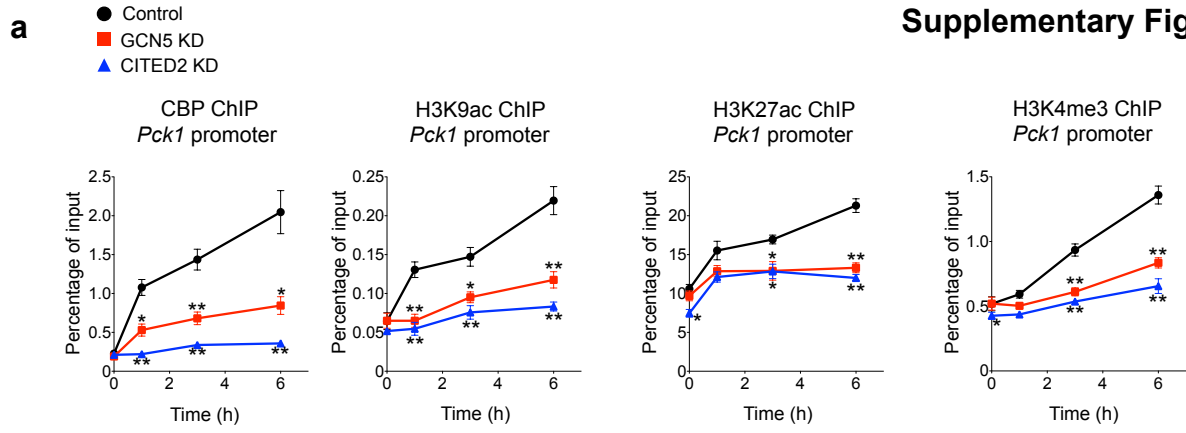 a
Control
GCN5 KD
CITED2 KD
Supplementary Fig
CBP ChIP
Pck1 promoter
Percentage of input
2.5
2.0
1.5
1.0
0.5
0
*
**
*
**
**
**
0 2 4 6
Time (h)
H3K9ac ChIP
Pck1 promoter
Percentage of input
0.25
0.20
0.15
0.10
0.05
0
**
*
**
**
**
**
0 2 4 6
Time (h)
H3K27ac ChIP
Pck1 promoter
Percentage of input
25
20
15
10
5
0
*
*
**
*
**
0 2 4 6
Time (h)
H3K4me3 ChIP
Pck1 promoter
Percentage of input
1.5
1.0
0.5
0
*
**
**
**
**
0 2 4 6
Time (h)